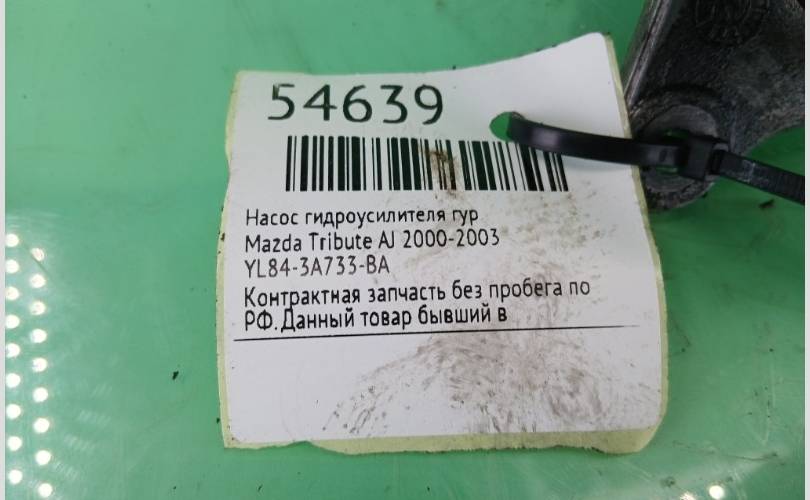 54639
Насос гидроусилителя гур
Mazda Tribute AJ 2000-2003
YL84-3A733-BA
Контрактная запчасть без пробега по
РФ.Данный товар бывший в